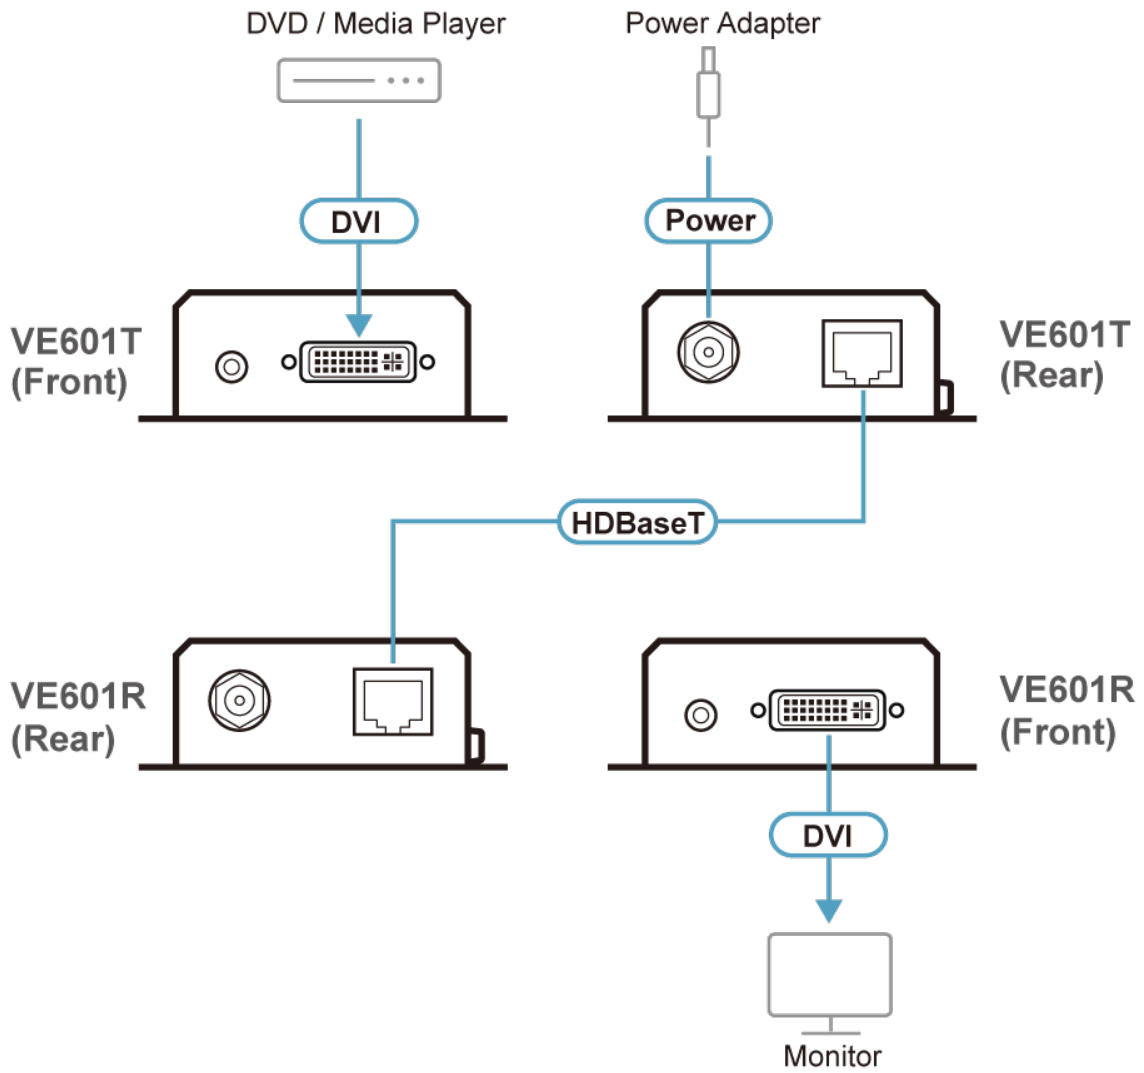 DVD / Media Player
Power Adapter
DVI
Power
VE601T
(Front)
VE601T
(Rear)
HDBaseT
VE601R
(Rear)
VE601R
(Front)
DVI
Monitor